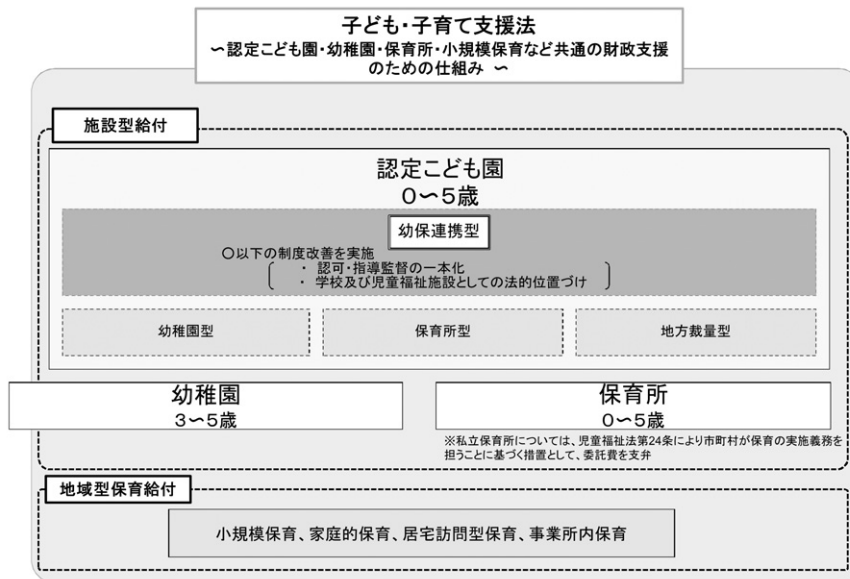 子ども・子育て支援法
～認定こども園・幼稚園・保育所・小規模保育など共通の財政支援
のための仕組み ～
施設型給付
認定こども園
０～５歳
幼保連携型
○以下の制度改善を実施
・ 認可・指導監督の一本化
・ 学校及び児童福祉施設としての法的位置づけ
幼稚園型
保育所型
地方裁量型
幼稚園
３～５歳
保育所
０～５歳
※私立保育所については、児童福祉法第24条により市町村が保育の実施義務を
担うことに基づく措置として、委託費を支弁
地域型保育給付
小規模保育、家庭的保育、居宅訪問型保育、事業所内保育